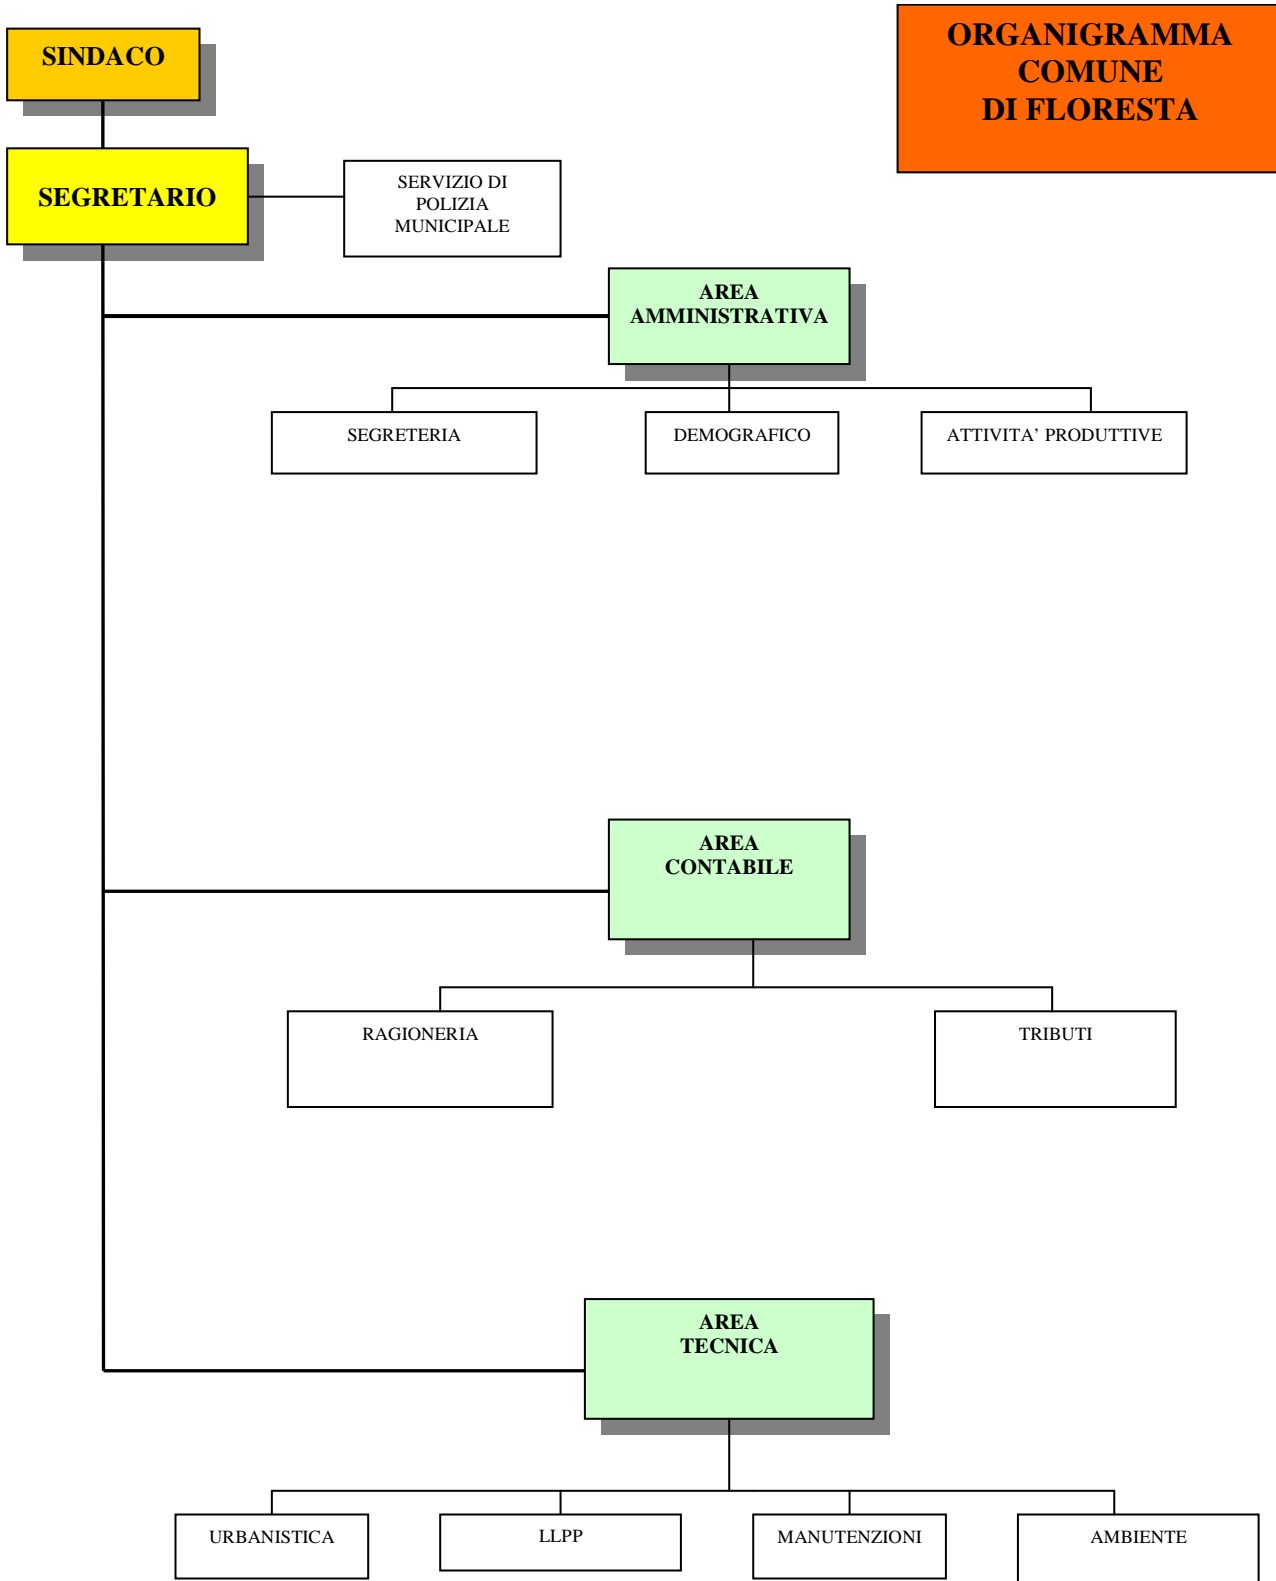 SINDACO
ORGANIGRAMMA
COMUNE
DI FLORESTA
SEGRETARIO
SERVIZIO DI
POLIZIA
MUNICIPALE
AREA
AMMINISTRATIVA
SEGRETERIA
DEMOGRAFICO
ATTIVITA’ PRODUTTIVE
AREA
CONTABILE
RAGIONERIA
TRIBUTI
AREA
TECNICA
URBANISTICA
LLPP
MANUTENZIONI
AMBIENTE